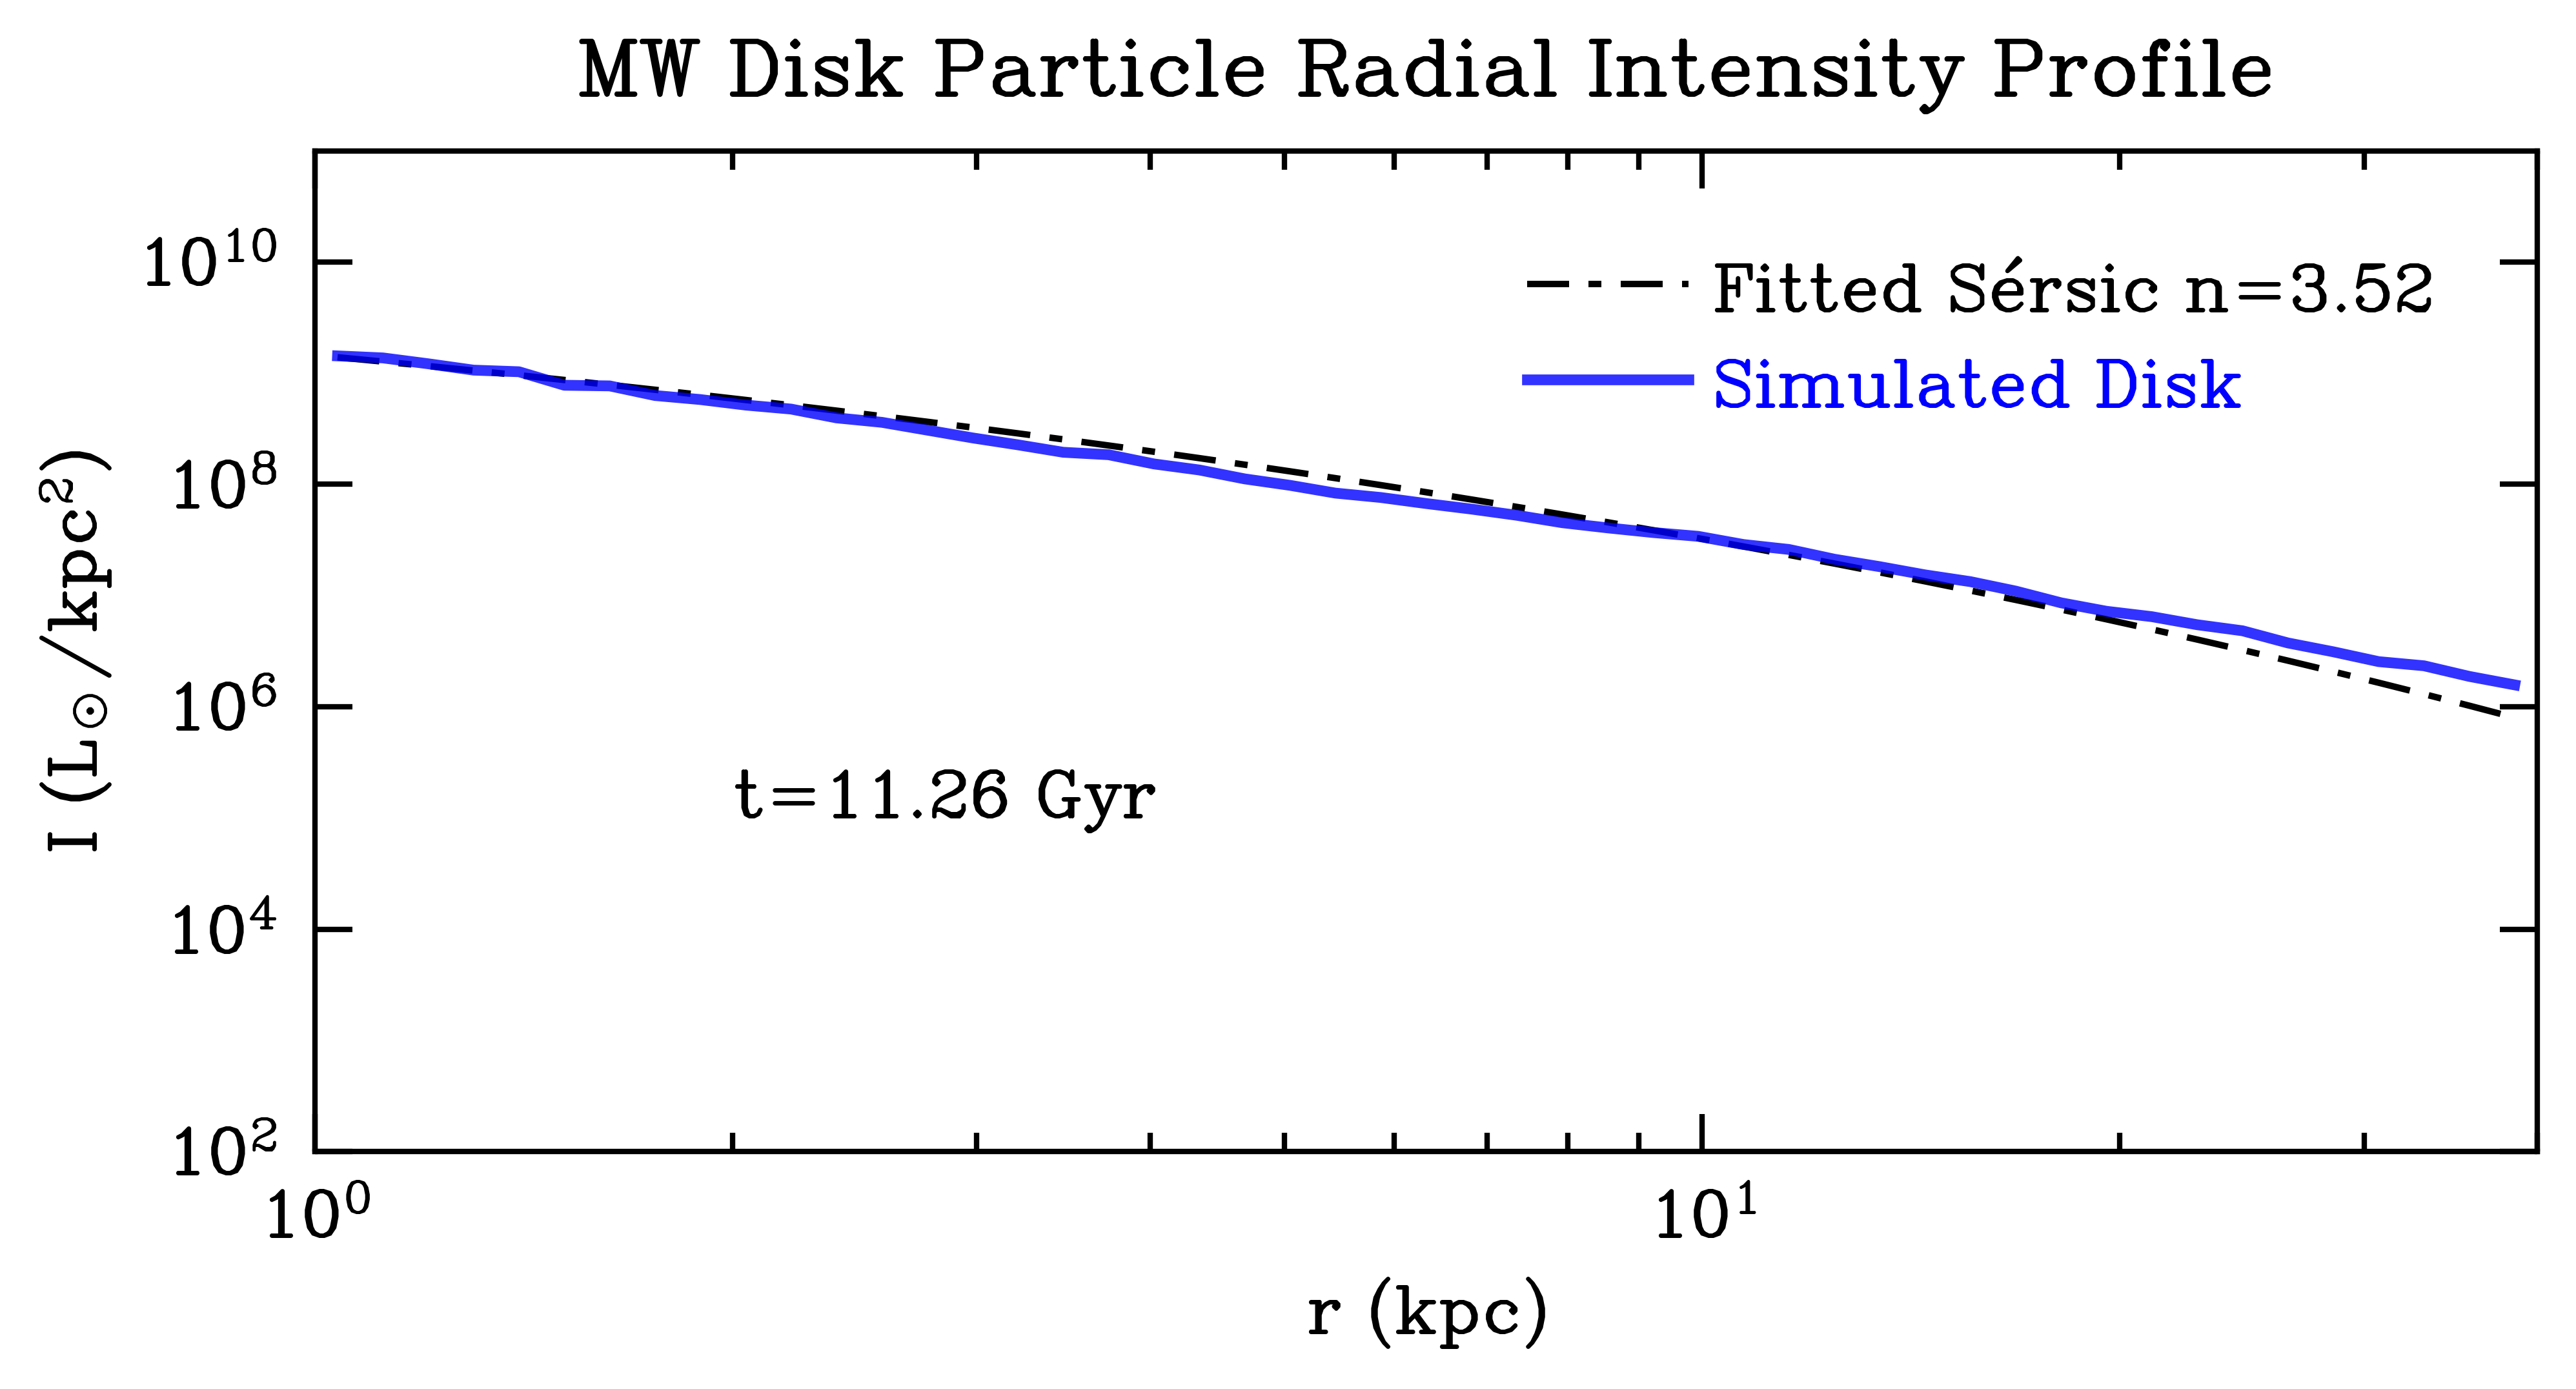 MW Disk Particle Radial Intensity Profile
10¹⁰
10⁸
10⁶
10⁴
10²
I (L⊙/kpc²)
Fitted Sérsic n=3.52
Simulated Disk
t=11.26 Gyr
10⁰ 10¹
r (kpc)